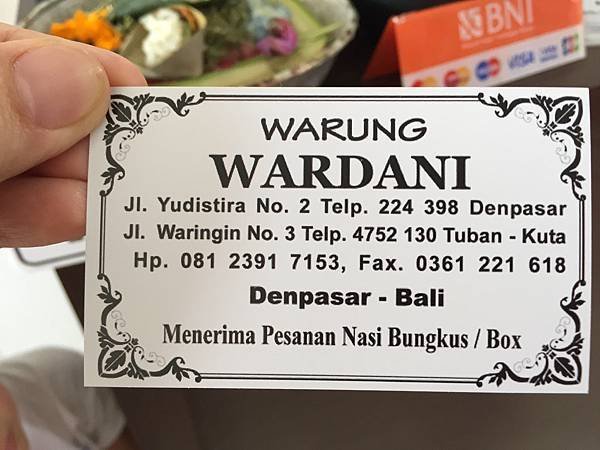 BNI
VISA
JCB
WARUNG
WARDANI
Jl. Yudistira No. 2 Telp. 224 398 Denpasar
Jl. Waringin No. 3 Telp. 4752 130 Tuban - Kuta
Hp. 081 2391 7153, Fax. 0361 221 618
Denpasar - Bali
Menerima Pesanan Nasi Bungkus / Box